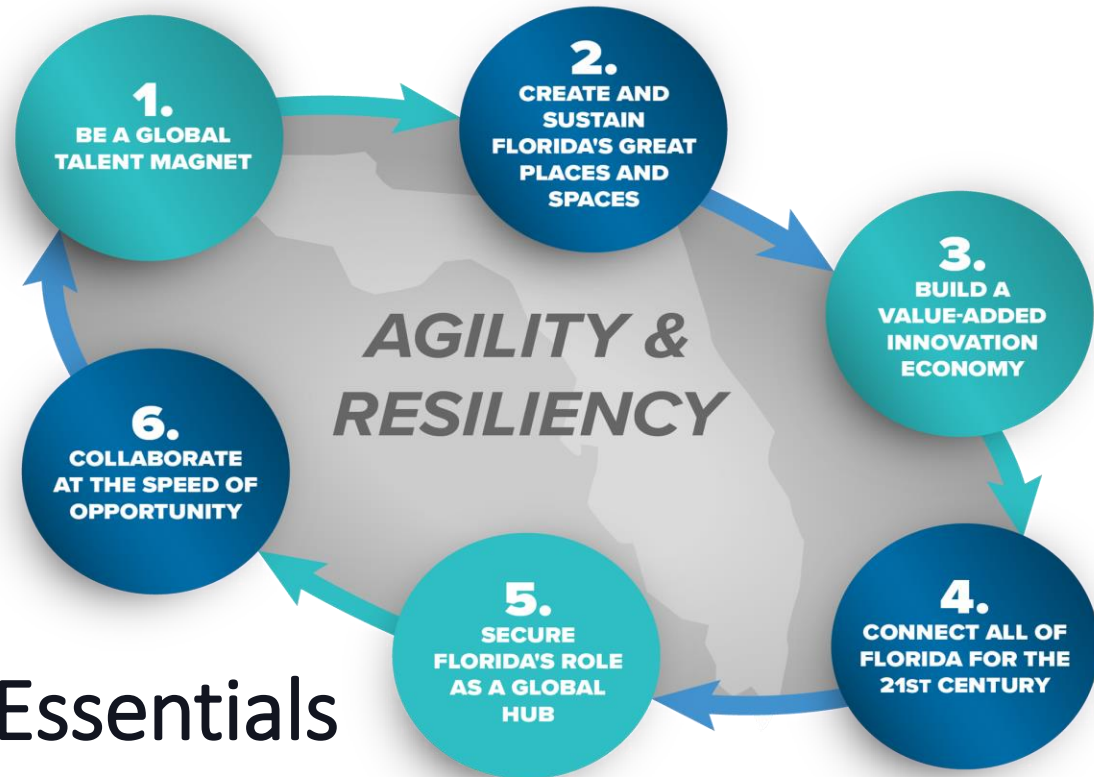 1.
BE A GLOBAL
TALENT MAGNET
2.
CREATE AND
SUSTAIN
FLORIDA'S GREAT
PLACES AND
SPACES
3.
BUILD A
VALUE-ADDED
INNOVATION
ECONOMY
AGILITY &
RESILIENCY
4.
CONNECT ALL OF
FLORIDA FOR THE
21ST CENTURY
5.
SECURE
FLORIDA'S ROLE
AS A GLOBAL
HUB
6.
COLLABORATE
AT THE SPEED OF
OPPORTUNITY
Essentials